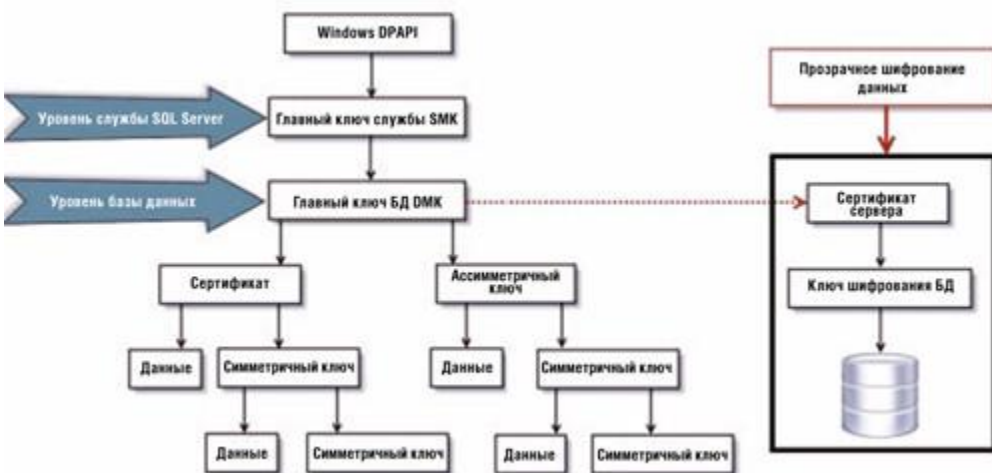 Windows DPAPI
Прозрачное шифрование
данных
Уровень службы SQL Server
Главный ключ службы SMK
Уровень базы данных
Главный ключ БД DMK
Сертификат
сервера
Сертификат
Ассимметричный
ключ
Ключ шифрования БД
Данные
Симметричный ключ
Данные
Симметричный ключ
Данные
Симметричный ключ
Данные
Симметричный ключ